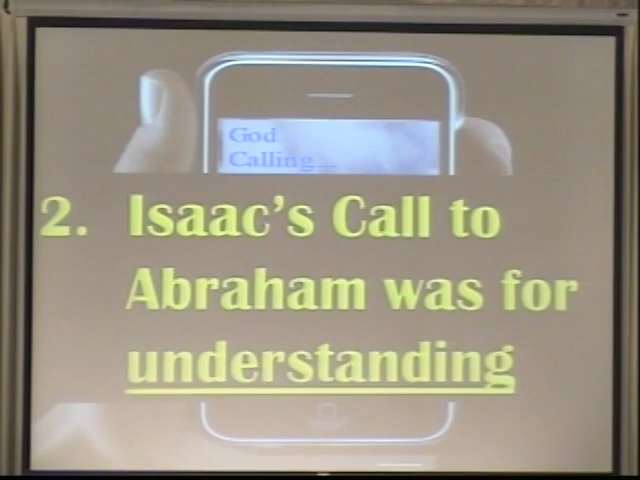 God
Calling...
2. Isaac's Call to
Abraham was for
understanding